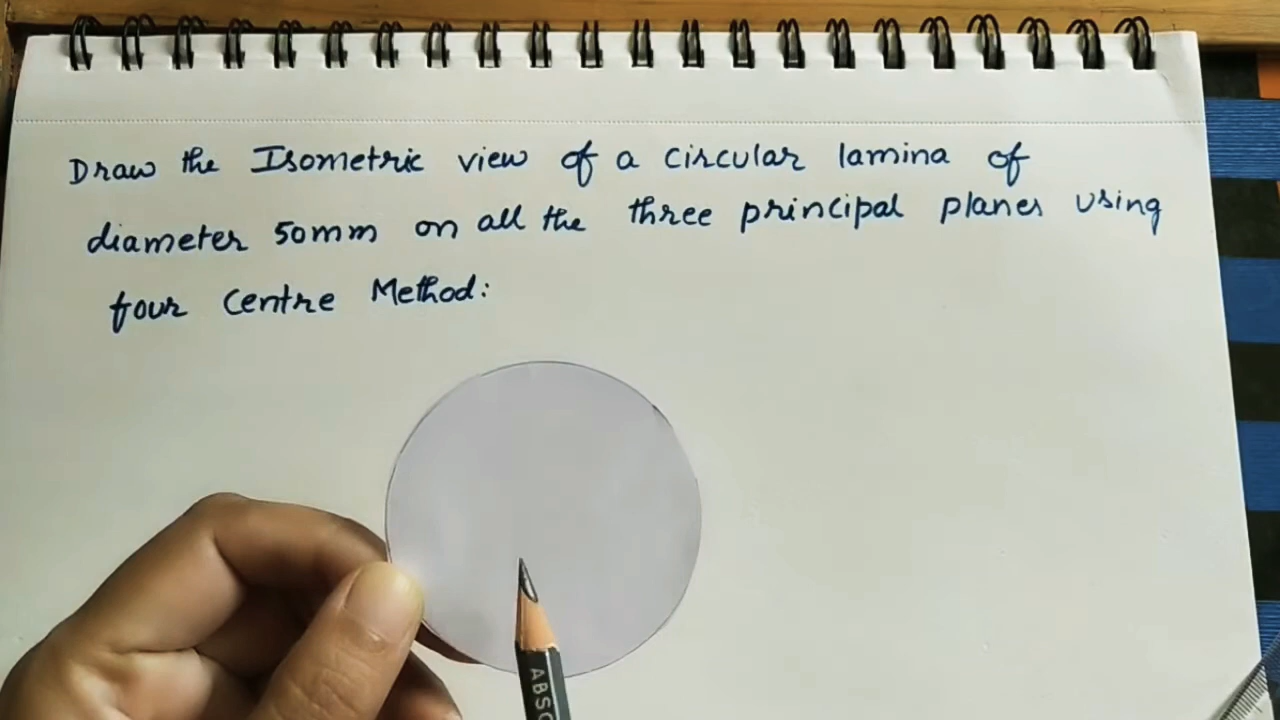 Draw the Isometric view of a circular lamina of
diameter 50mm on all the three principal planes using
four Centre Method:
ABSO